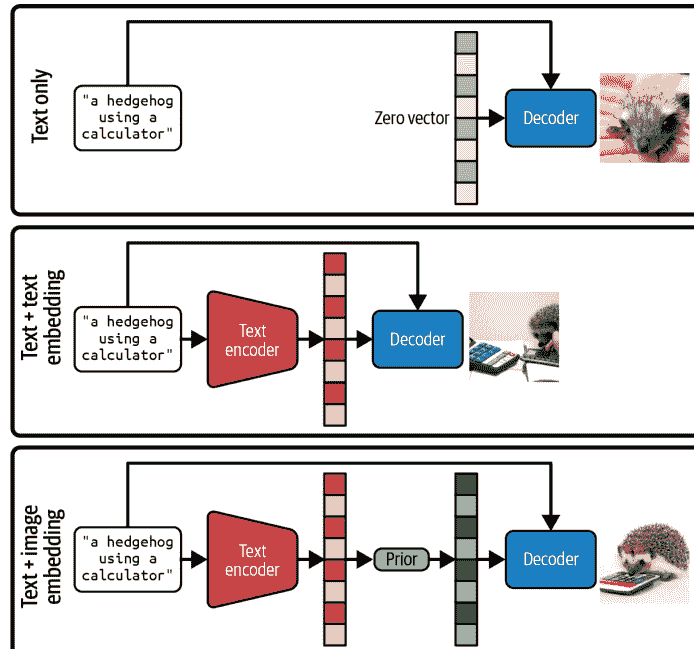 Text only
"a hedgehog
using a
calculator"
Zero vector
Decoder
Text + text
embedding
"a hedgehog
using a
calculator"
Text
encoder
Decoder
Text + image
embedding
"a hedgehog
using a
calculator"
Text
encoder
Prior
Decoder